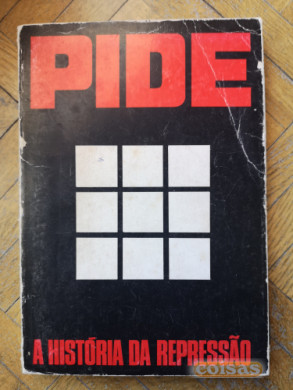 PIDE
A HISTÓRIA DA REPRESSÃO
coisas